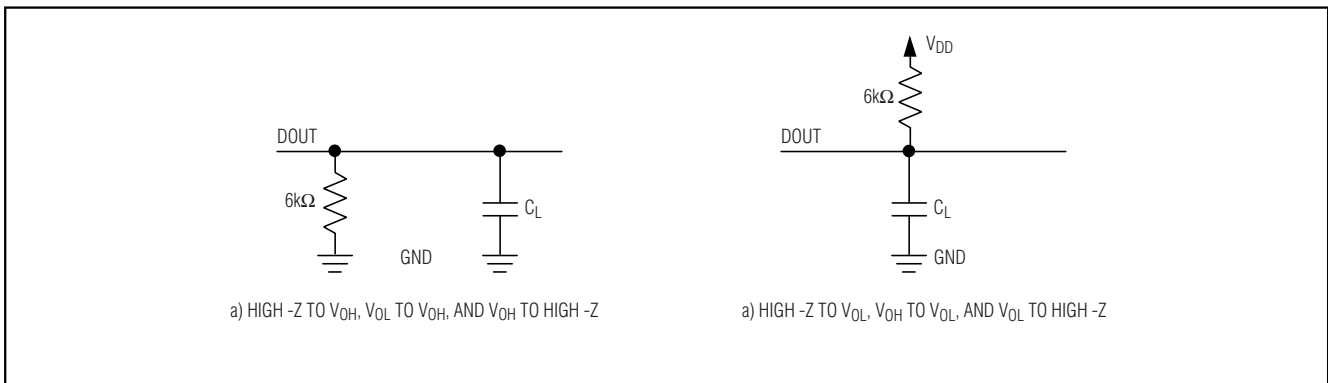 DOUT
6kΩ
C_L
GND
a) HIGH -Z TO V_OH, V_OL TO V_OH, AND V_OH TO HIGH -Z
V_DD
6kΩ
DOUT
C_L
GND
a) HIGH -Z TO V_OL, V_OH TO V_OL, AND V_OL TO HIGH -Z